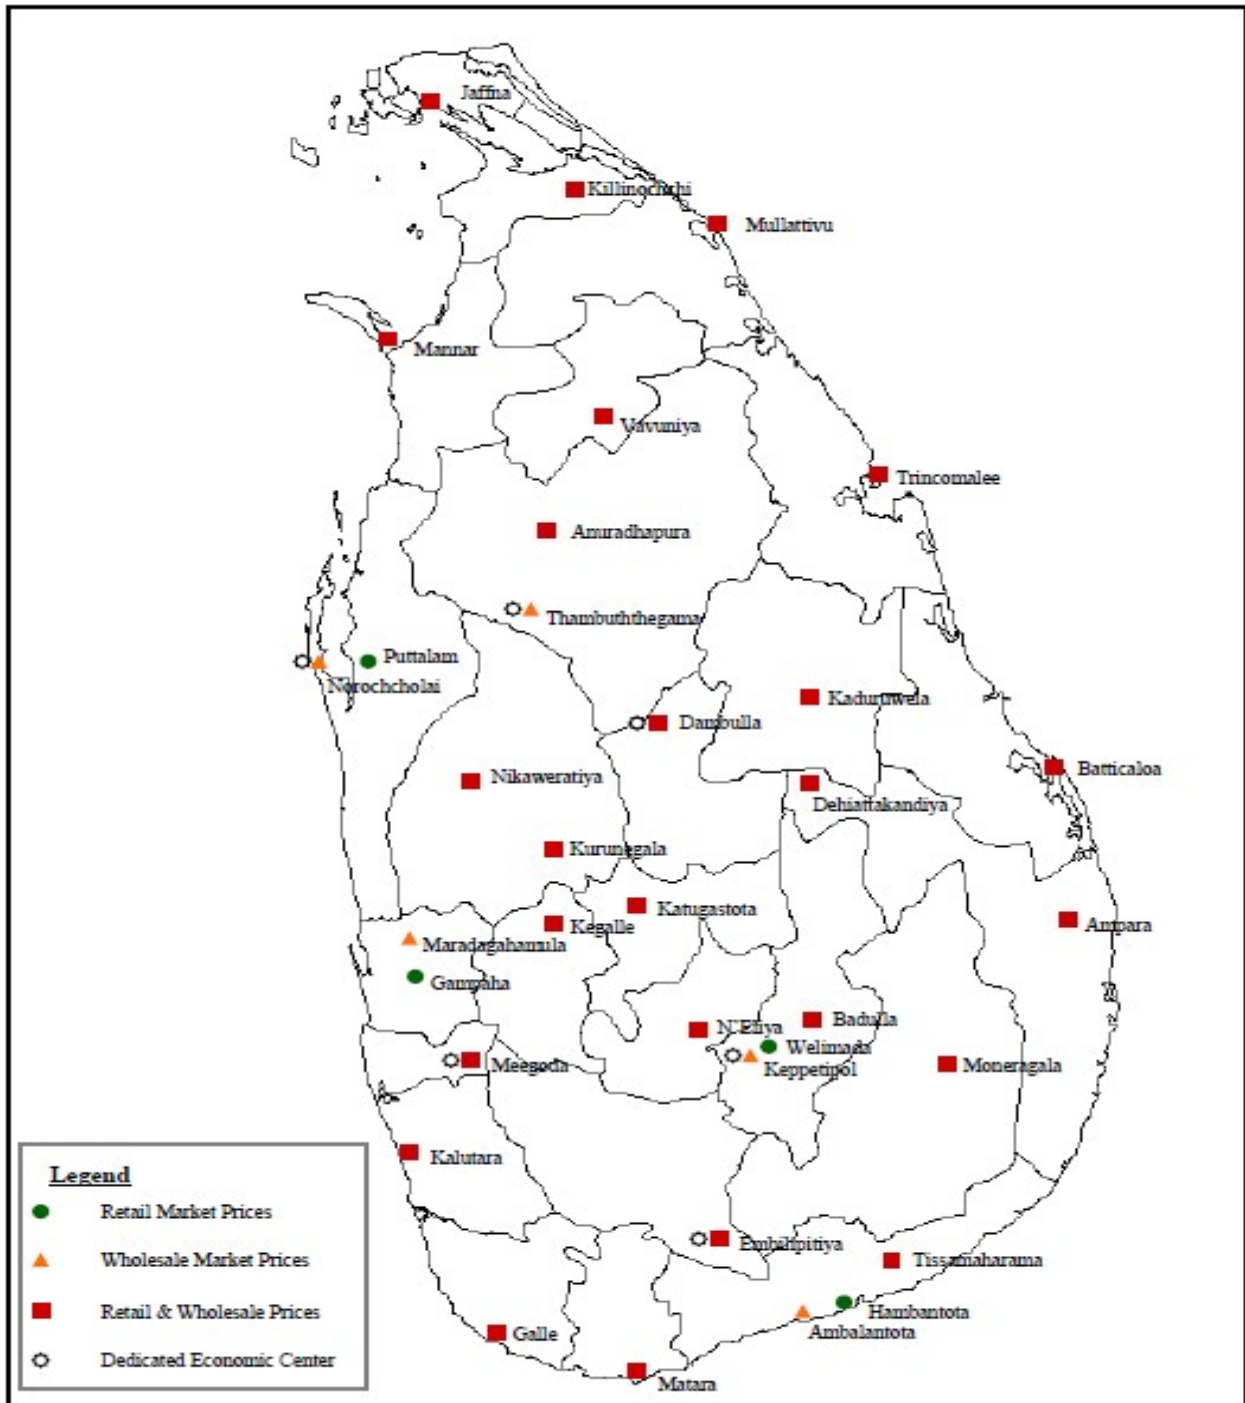 Jaffna
Killinochchi
Mullattivu
Mannar
Vavuniya
Trincomalee
Anuradhapura
Thambuththegama
Puttalam
Norochcholai
Kaduruwela
Dambulla
Batticaloa
Nikaweratiya
Dehiattakandiya
Kurunegala
Katugastota
Kegalle
Ampara
Maradagahamula
Gampaha
N'Eliya
Badulla
Welimada
Keppetipol
Meegoda
Moneragala
Kalutara
Embilipitiya
Tissamaharama
Hambantota
Ambalantota
Galle
Matara
Legend
Retail Market Prices
Wholesale Market Prices
Retail & Wholesale Prices
Dedicated Economic Center